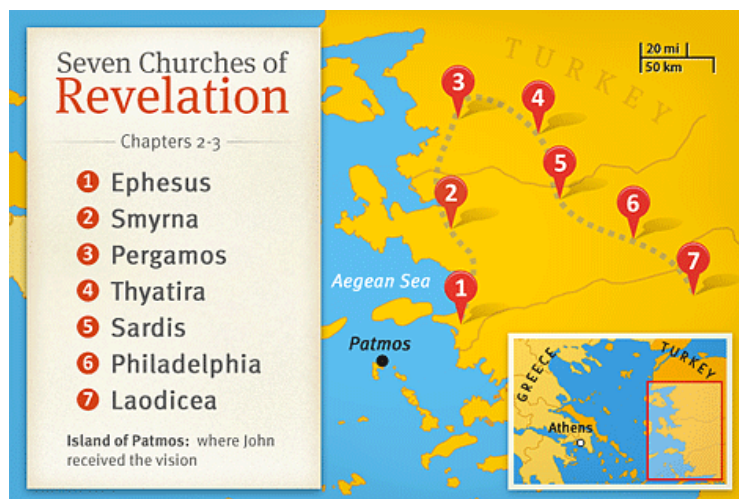 Seven Churches of
Revelation
Chapters 2-3
1 Ephesus
2 Smyrna
3 Pergamos
4 Thyatira
5 Sardis
6 Philadelphia
7 Laodicea
Island of Patmos: where John
received the vision
TURKEY
20 mi
50 km
3
4
5
2
6
7
1
Aegean Sea
Patmos
GREECE
TURKEY
Athens